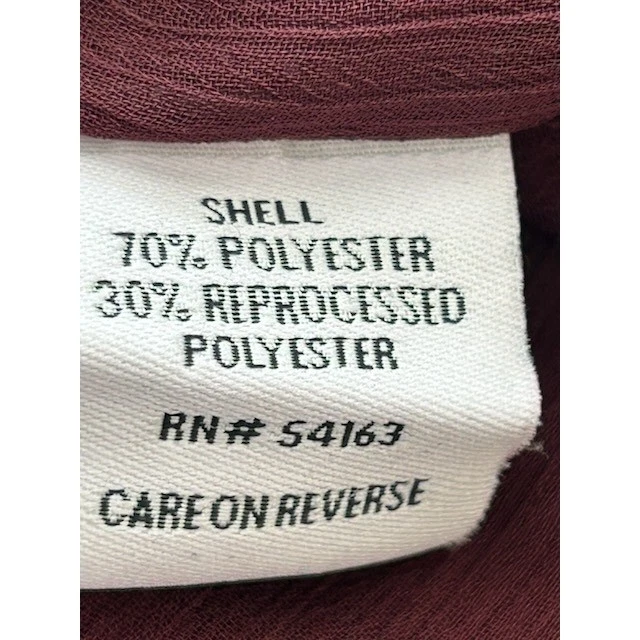 SHELL
70% POLYESTER
30% REPROCESSED
POLYESTER
RN# 54163
CARE ON REVERSE